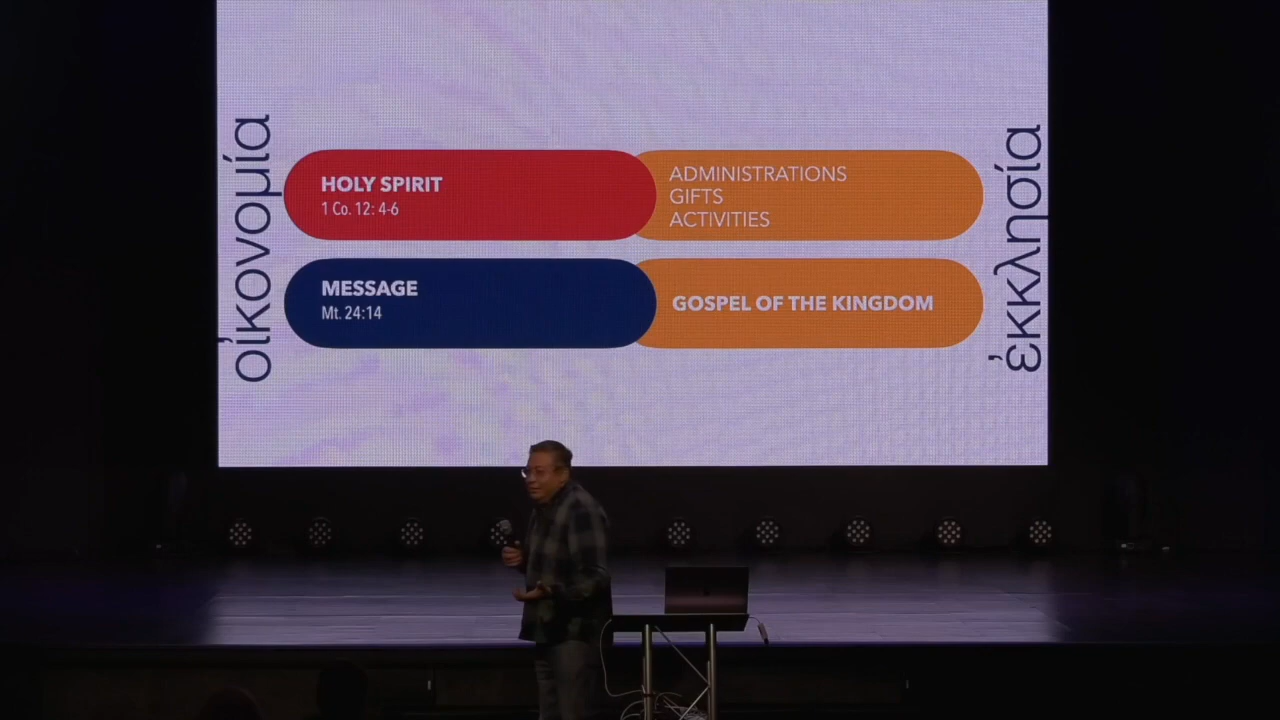 οἰκονομία
HOLY SPIRIT
1 Co. 12: 4-6
ADMINISTRATIONS
GIFTS
ACTIVITIES
MESSAGE
Mt. 24:14
GOSPEL OF THE KINGDOM
ἐκκλησία